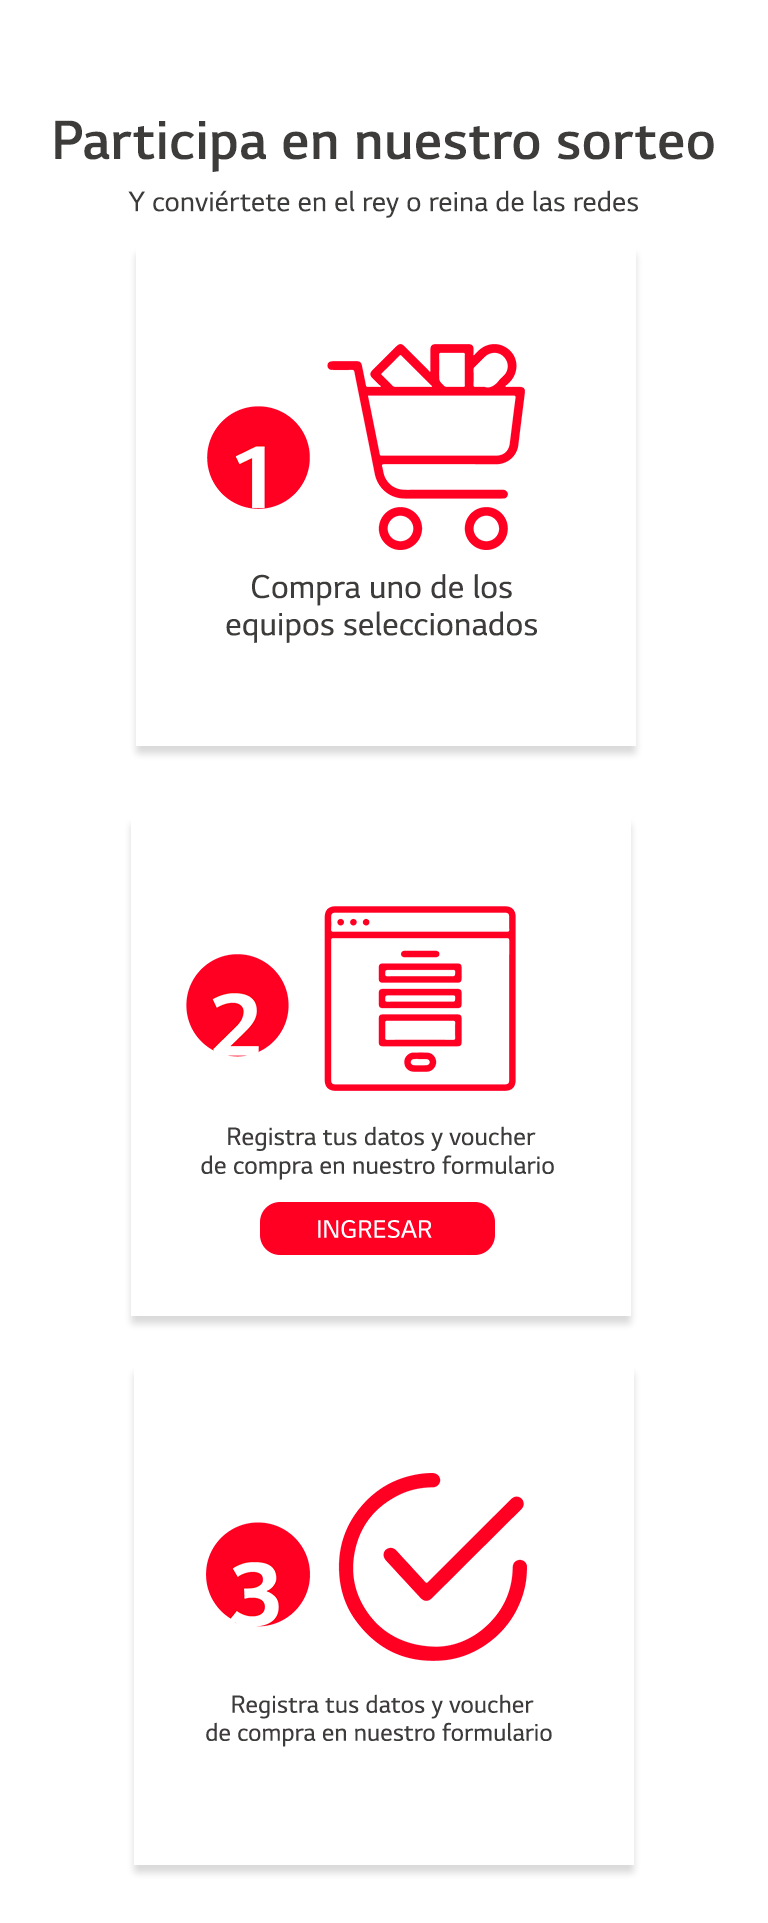 Participa en nuestro sorteo
Y conviértete en el rey o reina de las redes
1
Compra uno de los
equipos seleccionados
2
Registra tus datos y voucher
de compra en nuestro formulario
INGRESAR
3
Registra tus datos y voucher
de compra en nuestro formulario